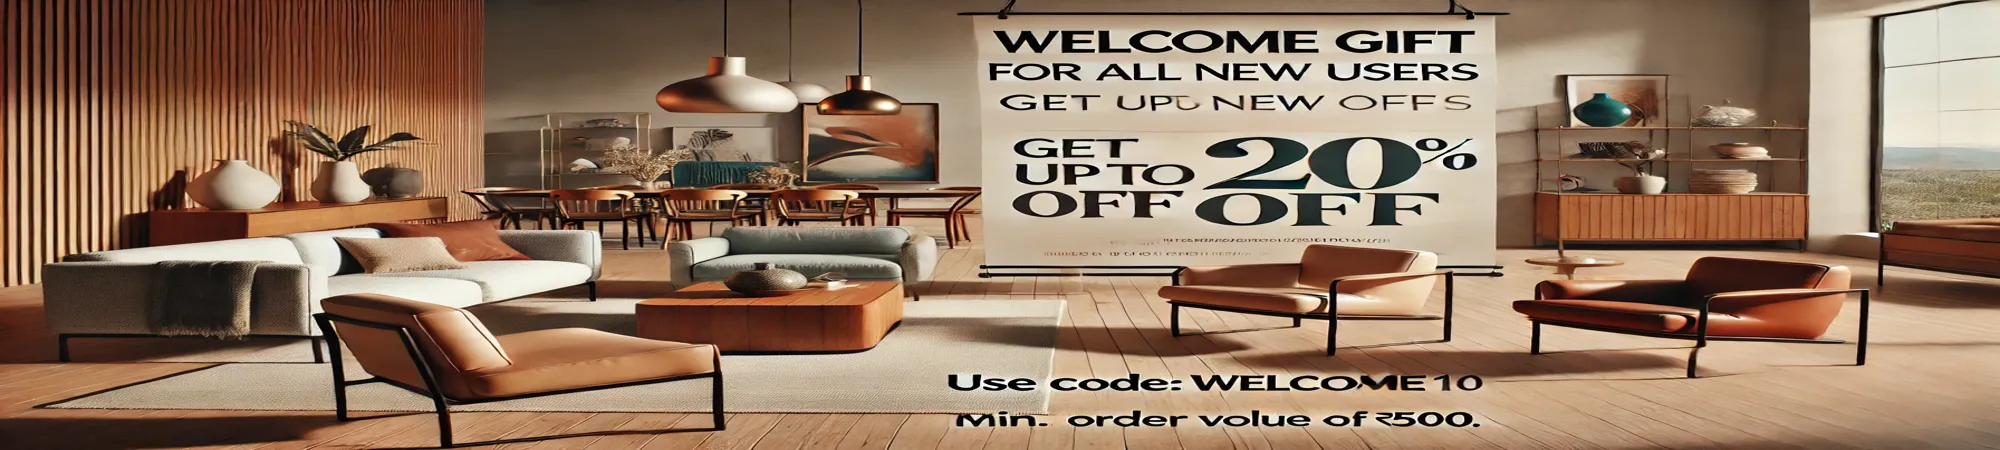 WELCOME GIFT
FOR ALL NEW USERS
GET UPU NEW OFFS
GET
UP TO 20%
OFF OFF
Use code: WELCOME10
Min. order value of ₹500.